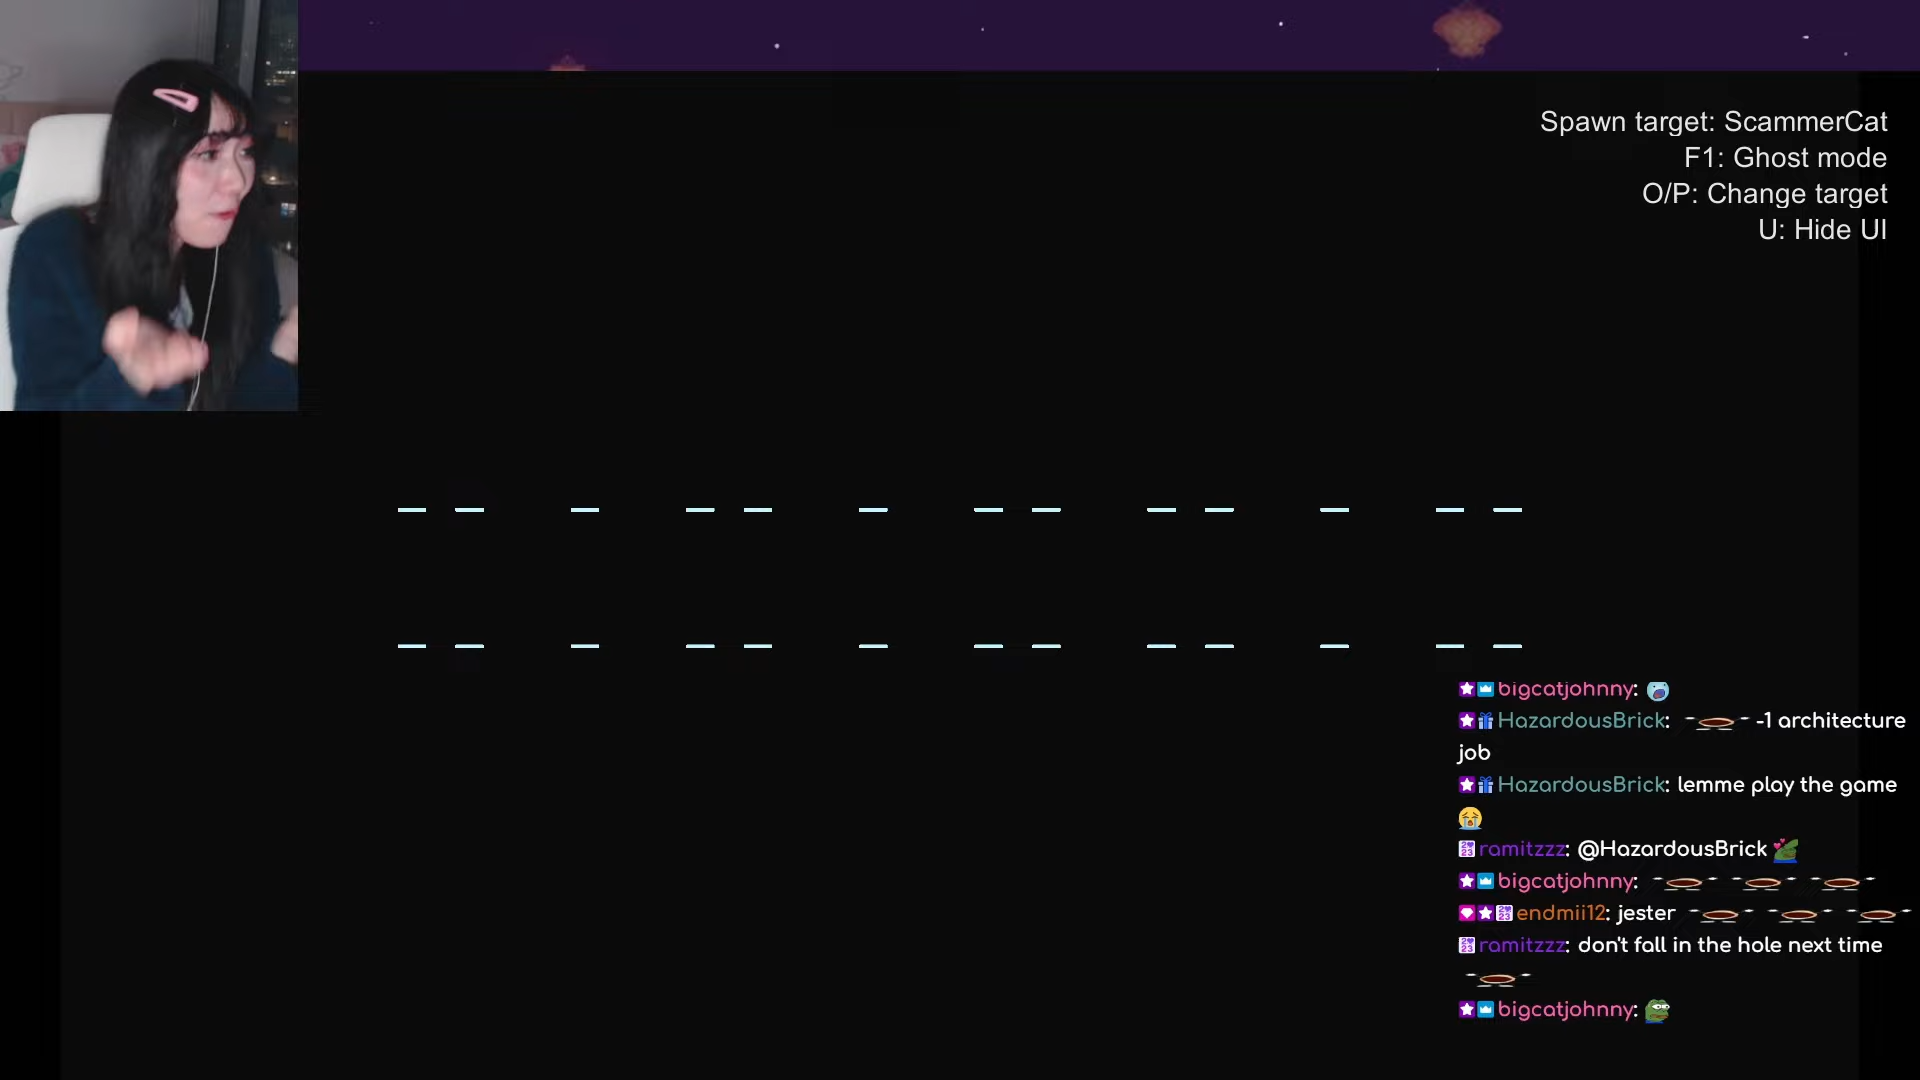 Spawn target: ScammerCat
F1: Ghost mode
O/P: Change target
U: Hide UI
bigcatjohnny:
HazardousBrick: -1 architecture
job
HazardousBrick: lemme play the game
ramitzzz: @HazardousBrick
bigcatjohnny:
endmii12: jester
ramitzzz: don't fall in the hole next time
bigcatjohnny: